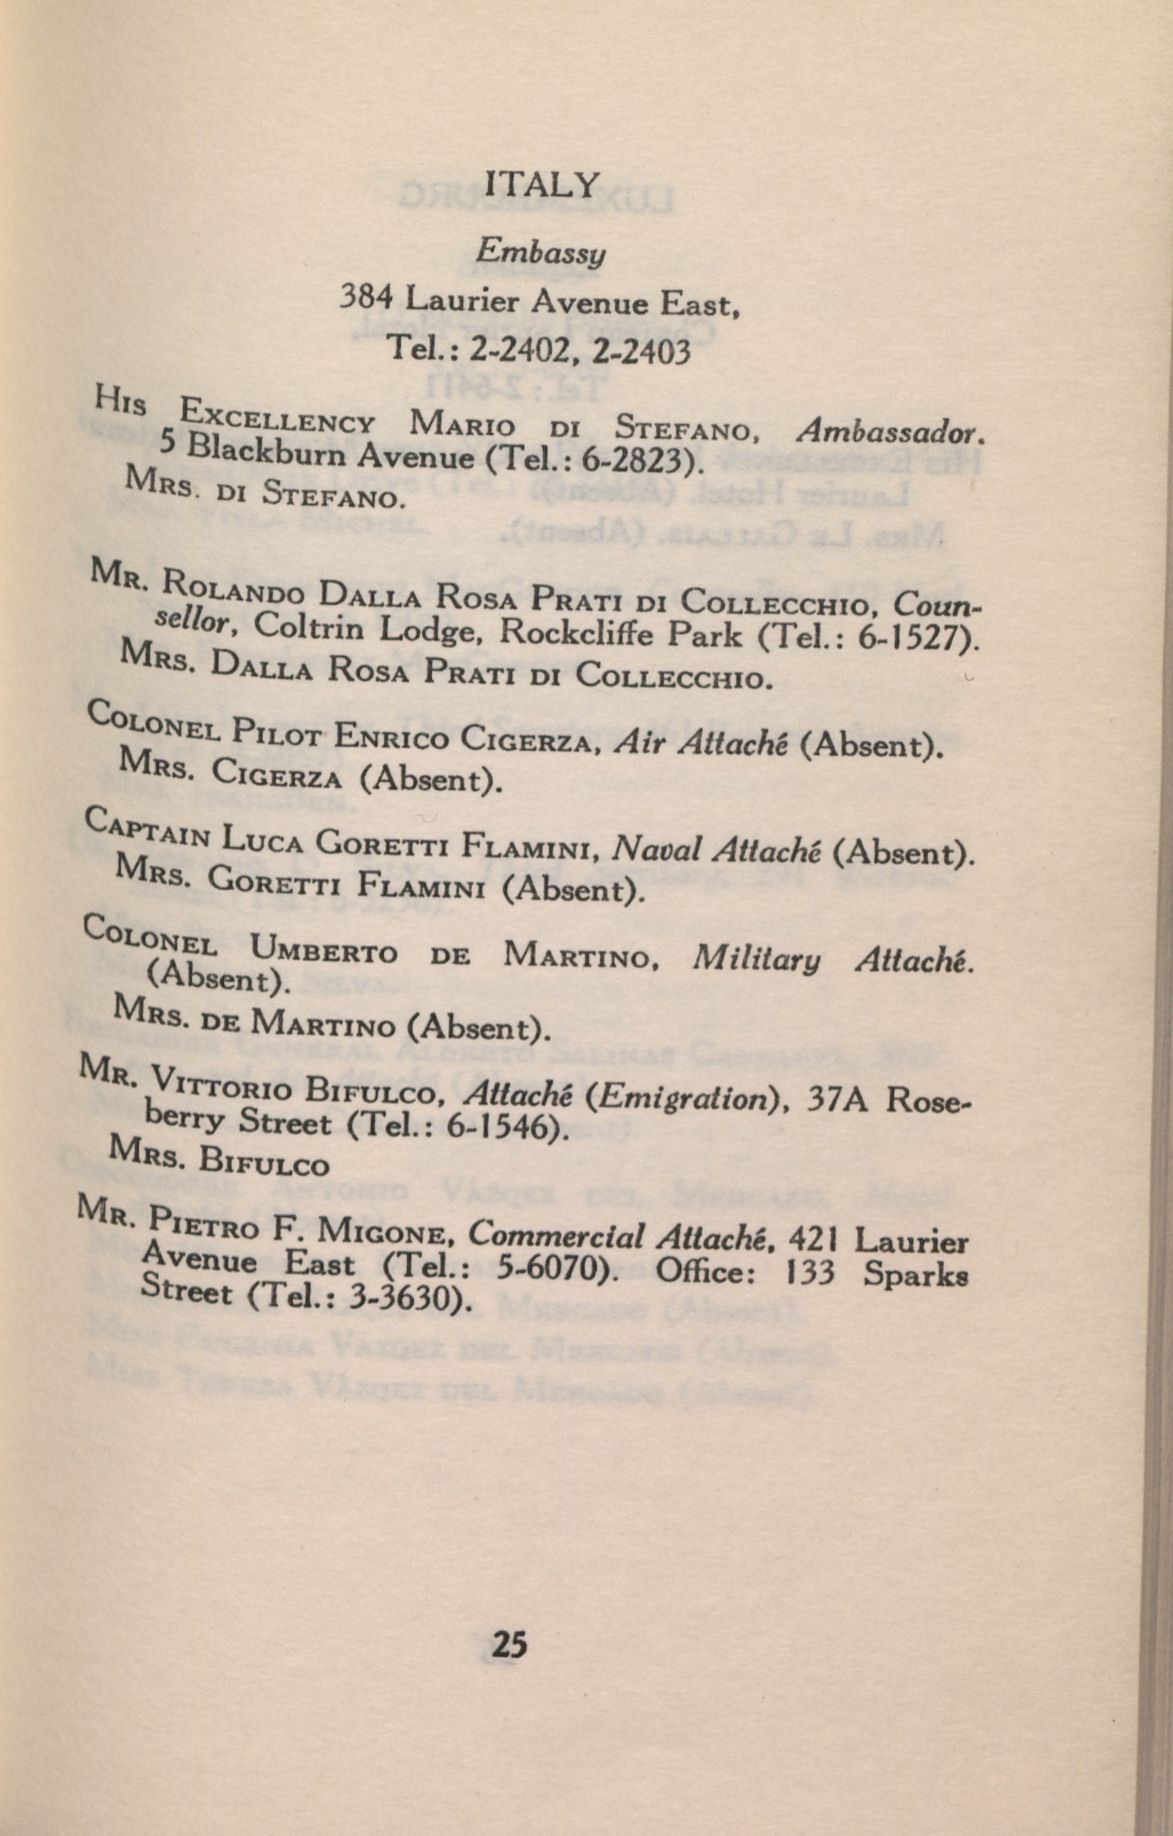 ITALY
Embassy
384 Laurier Avenue East,
Tel.: 2-2402, 2-2403
HIS EXCELLENCY MARIO DI STEFANO, Ambassador.
5 Blackburn Avenue (Tel.: 6-2823).
MRS. DI STEFANO.
MR. ROLANDO DALLA ROSA PRATI DI COLLECCHIO, Coun-
sellor, Coltrin Lodge, Rockcliffe Park (Tel.: 6-1527).
MRS. DALLA ROSA PRATI DI COLLECCHIO.
COLONEL PILOT ENRICO CIGERZA, Air Attaché (Absent).
MRS. CIGERZA (Absent).
CAPTAIN LUCA GORETTI FLAMINI, Naval Attaché (Absent).
MRS. GORETTI FLAMINI (Absent).
COLONEL UMBERTO DE MARTINO, Military Attaché.
(Absent).
MRS. DE MARTINO (Absent).
MR. VITTORIO BIFULCO, Attaché (Emigration), 37A Rose-
berry Street (Tel.: 6-1546).
MRS. BIFULCO
MR. PIETRO F. MIGONE, Commercial Attaché, 421 Laurier
Avenue East (Tel.: 5-6070). Office: 133 Sparks
Street (Tel.: 3-3630).
25